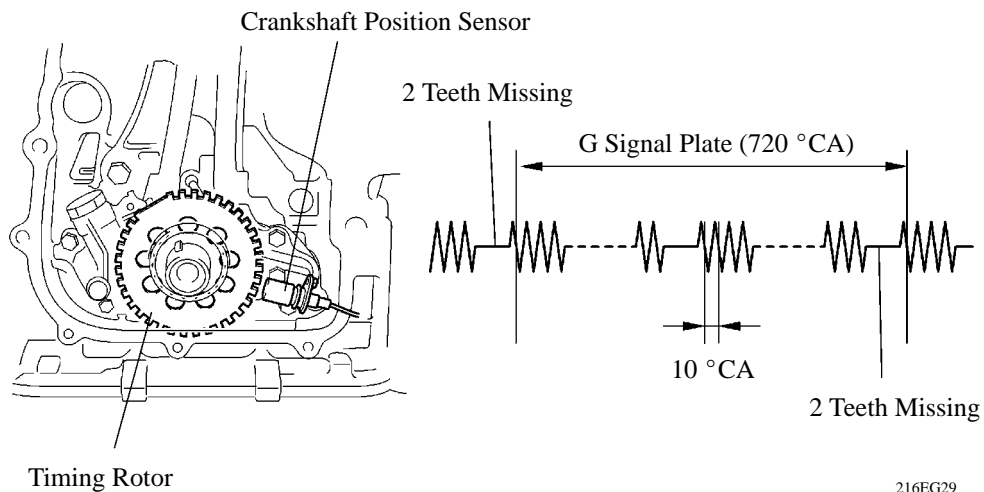 Crankshaft Position Sensor
2 Teeth Missing
G Signal Plate (720 °CA)
10 °CA
2 Teeth Missing
Timing Rotor
216EG29